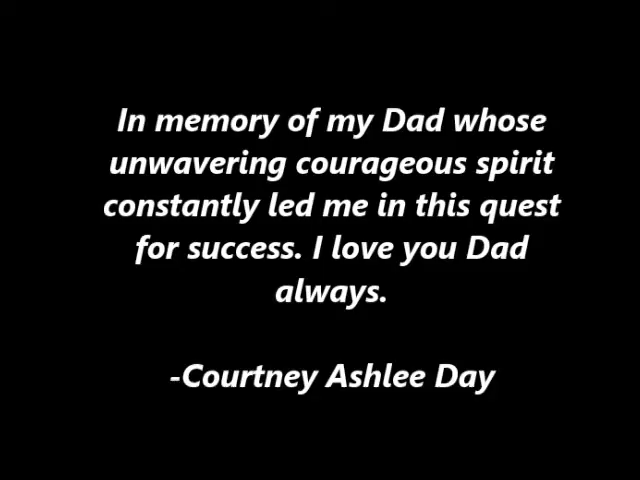 In memory of my Dad whose
unwavering courageous spirit
constantly led me in this quest
for success. I love you Dad
always.
-Courtney Ashlee Day